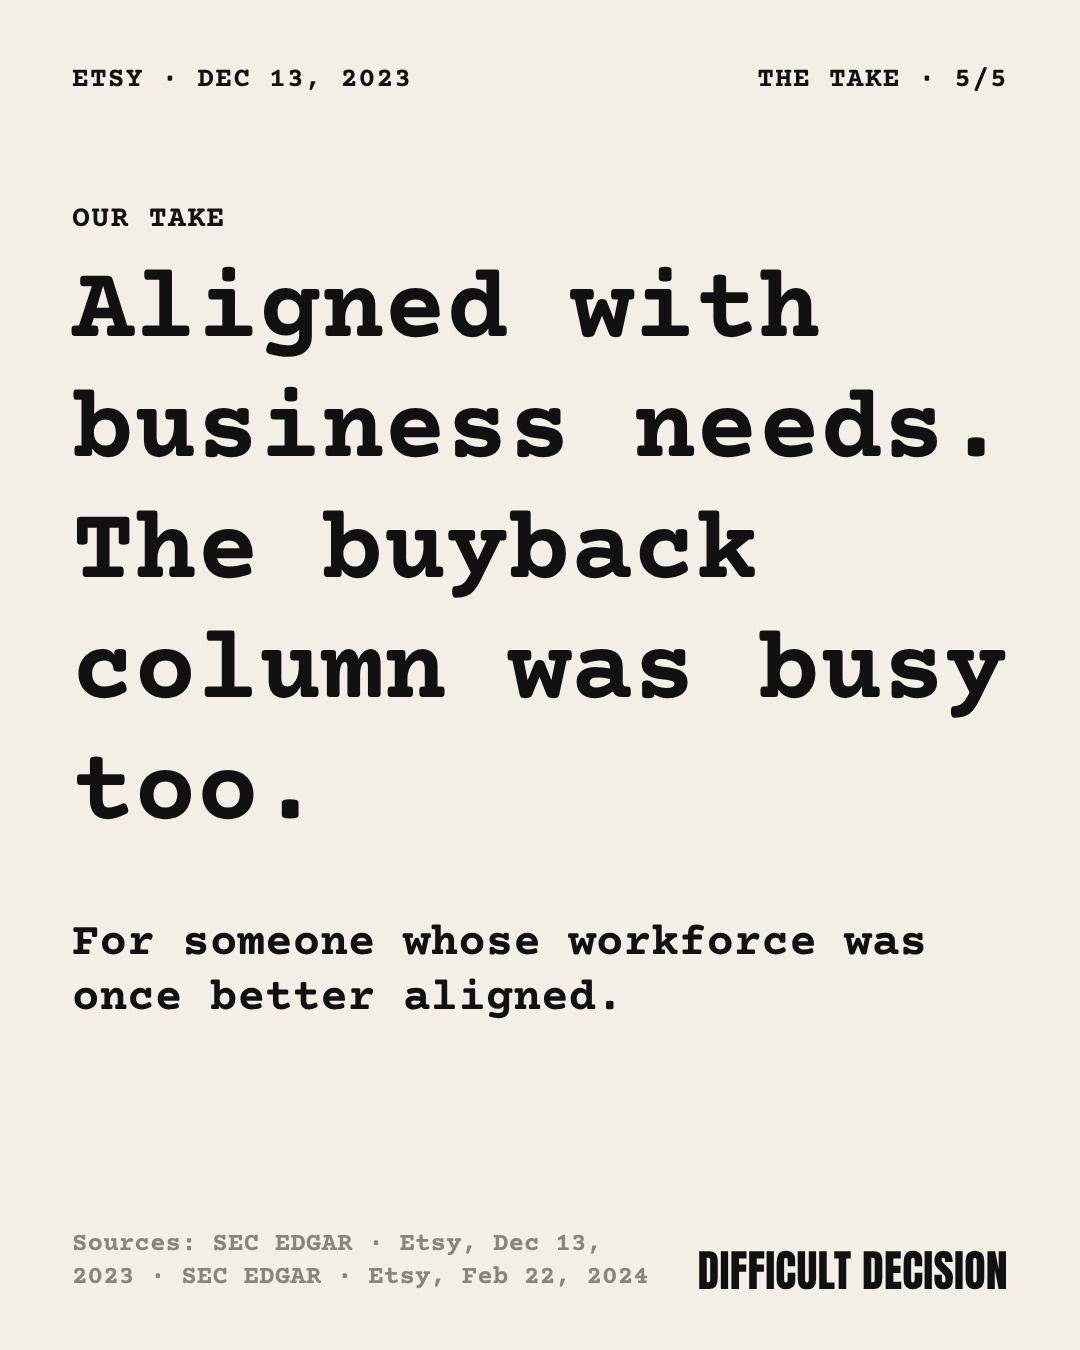 ETSY · DEC 13, 2023
THE TAKE · 5/5
OUR TAKE
Aligned with
business needs.
The buyback
column was busy
too.
For someone whose workforce was
once better aligned.
Sources: SEC EDGAR · Etsy, Dec 13,
2023 · SEC EDGAR · Etsy, Feb 22, 2024
DIFFICULT DECISION